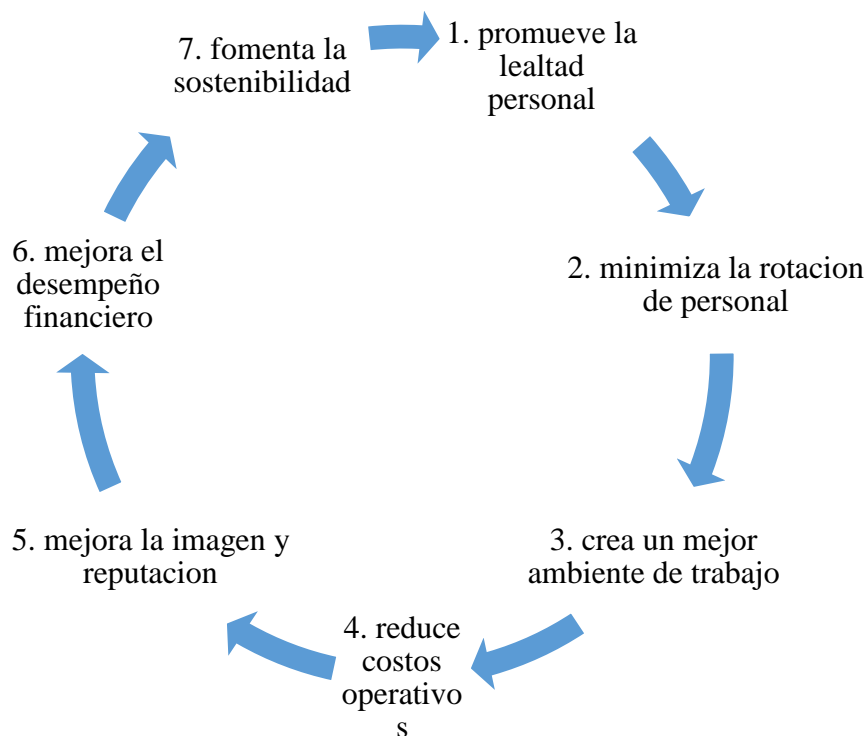 1. promueve la
lealtad
personal
2. minimiza la rotacion
de personal
3. crea un mejor
ambiente de trabajo
4. reduce
costos
operativo
s
5. mejora la imagen y
reputacion
6. mejora el
desempeño
financiero
7. fomenta la
sostenibilidad